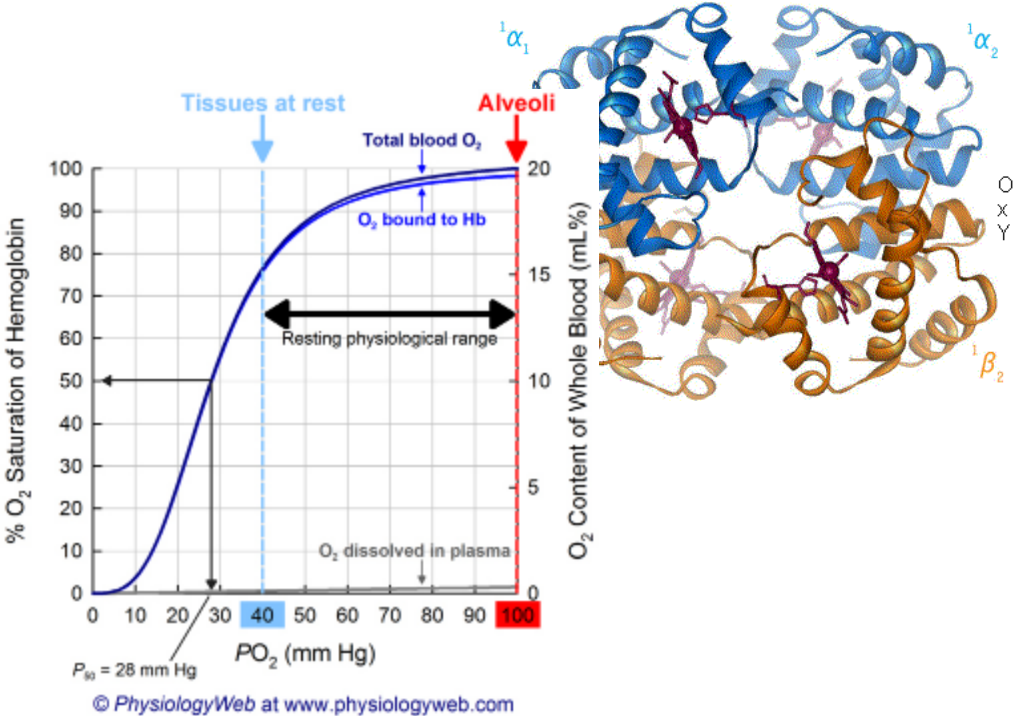 ¹α₁
¹α₂
Tissues at rest
Alveoli
Total blood O₂
O₂ bound to Hb
% O₂ Saturation of Hemoglobin
100
90
80
70
60
50
40
30
20
10
0
Resting physiological range
O₂ dissolved in plasma
20
15
10
5
0
O₂ Content of Whole Blood (mL%)
0 10 20 30 40 50 60 70 80 90 100
PO₂ (mm Hg)
P₅₀ = 28 mm Hg
O
x
Y
¹β₂
© PhysiologyWeb at www.physiologyweb.com